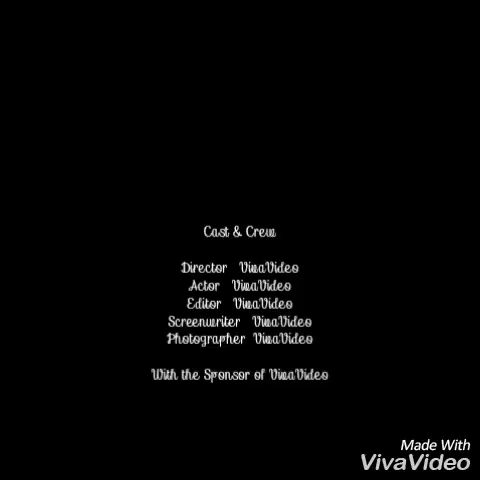 Cast & Crew
Director VivaVideo
Actor VivaVideo
Editor VivaVideo
Screenwriter VivaVideo
Photographer VivaVideo
With the Sponsor of VivaVideo
Made With
VivaVideo